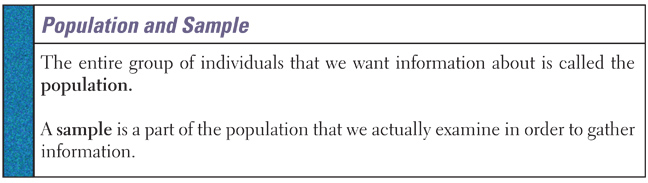 Population and Sample
The entire group of individuals that we want information about is called the
population.
A sample is a part of the population that we actually examine in order to gather
information.